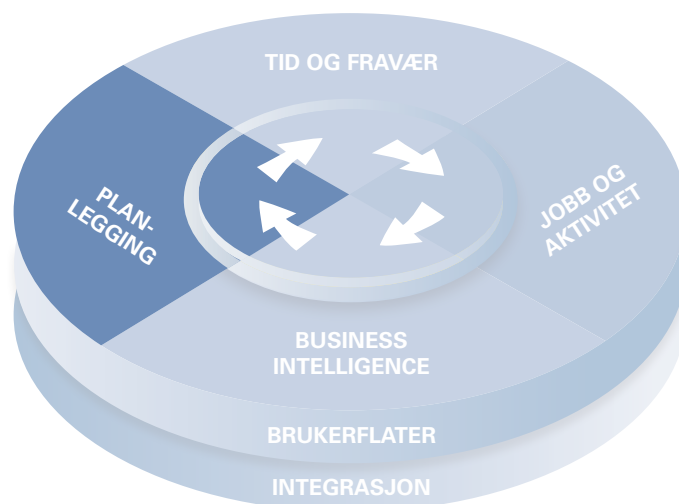 TID OG FRAVÆR
PLAN-
LEGGING
JOBB OG
AKTIVITET
BUSINESS
INTELLIGENCE
BRUKERFLATER
INTEGRASJON